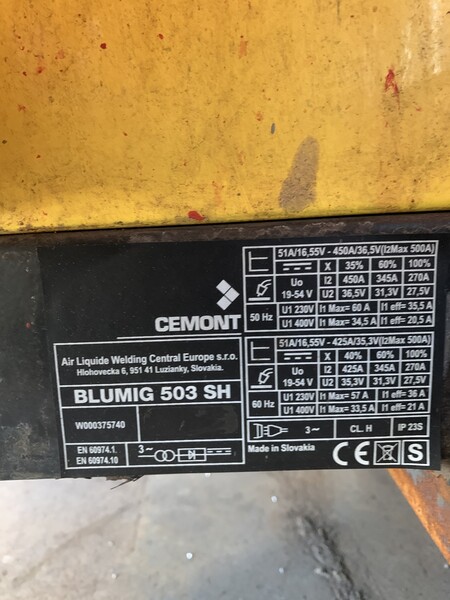 CEMONT
Air Liquide Welding Central Europe s.r.o.
Hlohovecka 6, 951 41 Luzianky, Slovakia.
BLUMIG 503 SH
W000375740
EN 60974.1.
EN 60974.10
3~
51A/16,55V - 450A/36,5V(I2Max 500A)
X 35% 60% 100%
Uo I2 450A 345A 270A
19-54 V U2 36,5V 31,3V 27,5V
50 Hz
U1 230V I1 Max= 60 A I1 eff= 35,5 A
U1 400V I1 Max= 34,5 A I1 eff= 20,5 A
51A/16,55V - 425A/35,3V(I2Max 500A)
X 40% 60% 100%
Uo I2 425A 345A 270A
19-54 V U2 35,3V 31,3V 27,5V
60 Hz
U1 230V I1 Max= 57 A I1 eff= 36 A
U1 400V I1 Max= 33,5 A I1 eff= 21 A
3~ CL. H IP 23S
Made in Slovakia
CE S